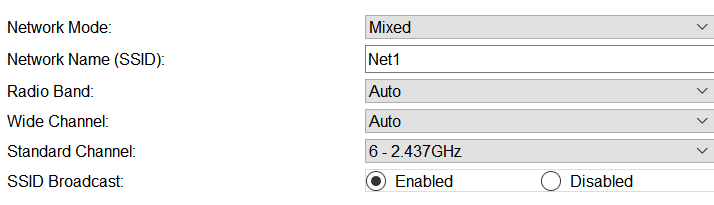 Network Mode: Mixed
Network Name (SSID): Net1
Radio Band: Auto
Wide Channel: Auto
Standard Channel: 6 - 2.437GHz
SSID Broadcast: Enabled Disabled